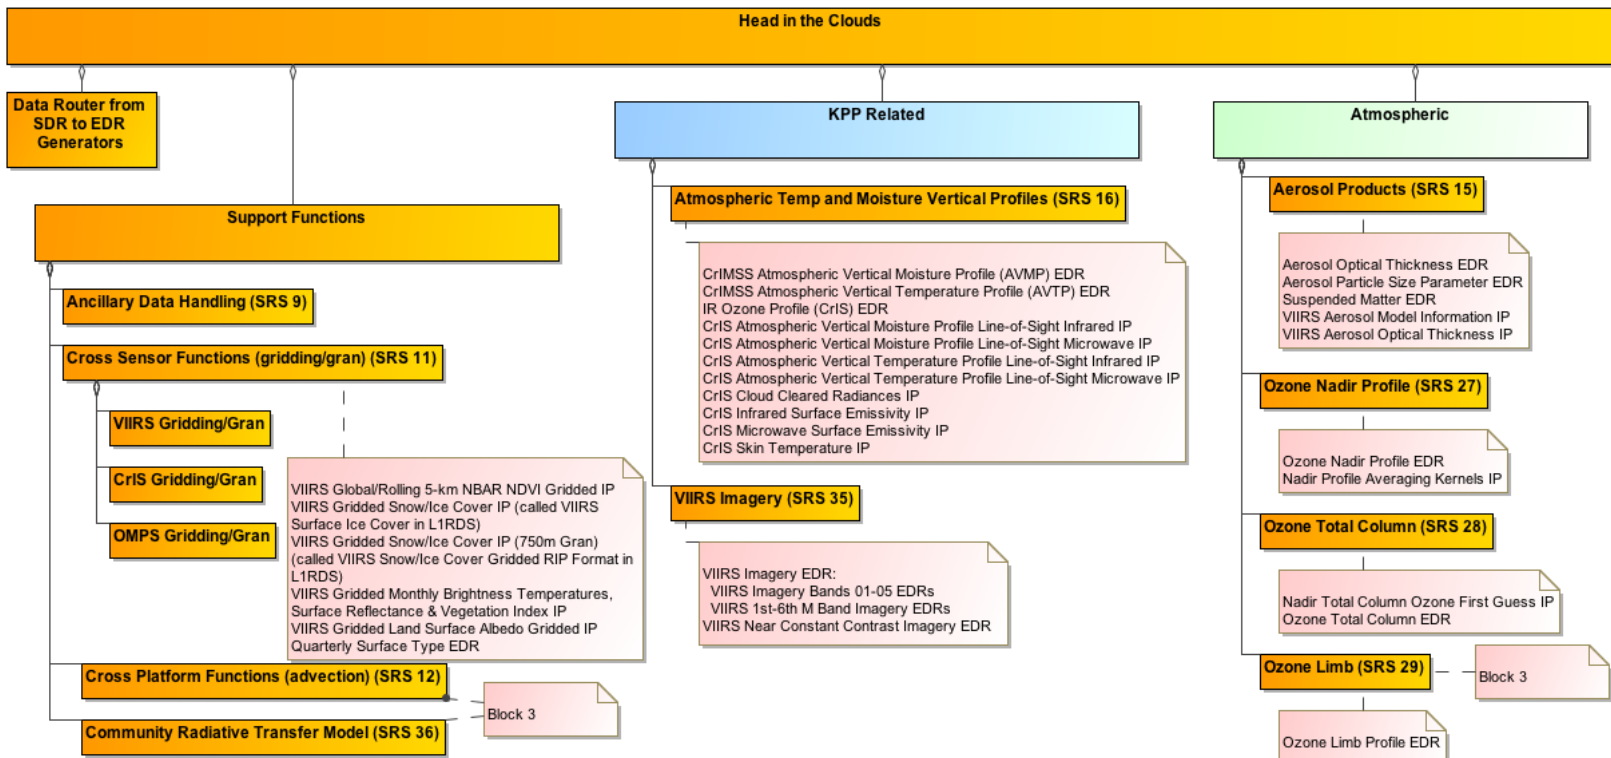 Head in the Clouds
Data Router from
SDR to EDR
Generators
Support Functions
Ancillary Data Handling (SRS 9)
Cross Sensor Functions (gridding/gran) (SRS 11)
VIIRS Gridding/Gran
CrIS Gridding/Gran
OMPS Gridding/Gran
VIIRS Global/Rolling 5-km NBAR NDVI Gridded IP
VIIRS Gridded Snow/Ice Cover IP (called VIIRS
Surface Ice Cover in L1RDS)
VIIRS Gridded Snow/Ice Cover IP (750m Gran)
(called VIIRS Snow/Ice Cover Gridded RIP Format in
L1RDS)
VIIRS Gridded Monthly Brightness Temperatures,
Surface Reflectance & Vegetation Index IP
VIIRS Gridded Land Surface Albedo Gridded IP
Quarterly Surface Type EDR
Cross Platform Functions (advection) (SRS 12)
Community Radiative Transfer Model (SRS 36)
Block 3
KPP Related
Atmospheric Temp and Moisture Vertical Profiles (SRS 16)
CrIMSS Atmospheric Vertical Moisture Profile (AVMP) EDR
CrIMSS Atmospheric Vertical Temperature Profile (AVTP) EDR
IR Ozone Profile (CrIS) EDR
CrIS Atmospheric Vertical Moisture Profile Line-of-Sight Infrared IP
CrIS Atmospheric Vertical Moisture Profile Line-of-Sight Microwave IP
CrIS Atmospheric Vertical Temperature Profile Line-of-Sight Infrared IP
CrIS Atmospheric Vertical Temperature Profile Line-of-Sight Microwave IP
CrIS Cloud Cleared Radiances IP
CrIS Infrared Surface Emissivity IP
CrIS Microwave Surface Emissivity IP
CrIS Skin Temperature IP
VIIRS Imagery (SRS 35)
VIIRS Imagery EDR:
VIIRS Imagery Bands 01-05 EDRs
VIIRS 1st-6th M Band Imagery EDRs
VIIRS Near Constant Contrast Imagery EDR
Atmospheric
Aerosol Products (SRS 15)
Aerosol Optical Thickness EDR
Aerosol Particle Size Parameter EDR
Suspended Matter EDR
VIIRS Aerosol Model Information IP
VIIRS Aerosol Optical Thickness IP
Ozone Nadir Profile (SRS 27)
Ozone Nadir Profile EDR
Nadir Profile Averaging Kernels IP
Ozone Total Column (SRS 28)
Nadir Total Column Ozone First Guess IP
Ozone Total Column EDR
Ozone Limb (SRS 29)
Block 3
Ozone Limb Profile EDR